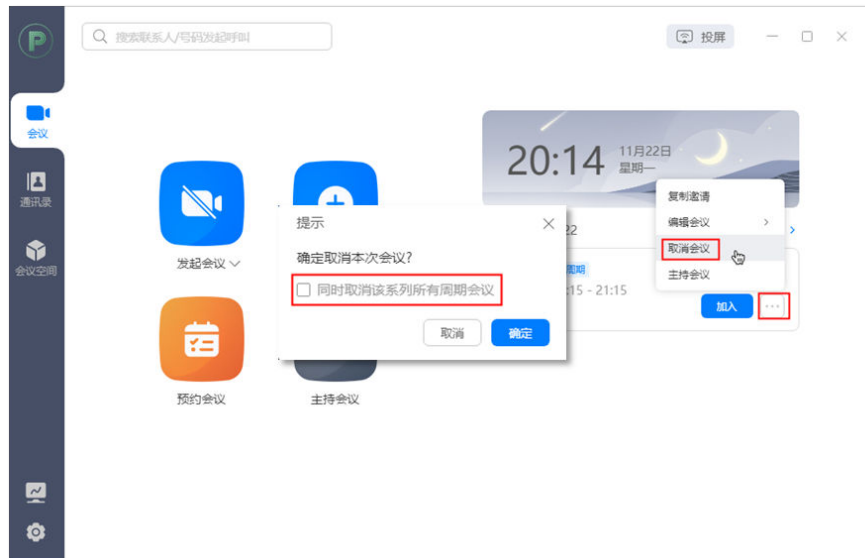 P
搜索联系人/号码发起呼叫
投屏
会议
通讯录
会议空间
20:14
11月22日
星期一
发起会议
预约会议
主持会议
22
周期
:15 - 21:15
加入
...
复制邀请
编辑会议
取消会议
主持会议
提示
确定取消本次会议?
同时取消该系列所有周期会议
取消
确定